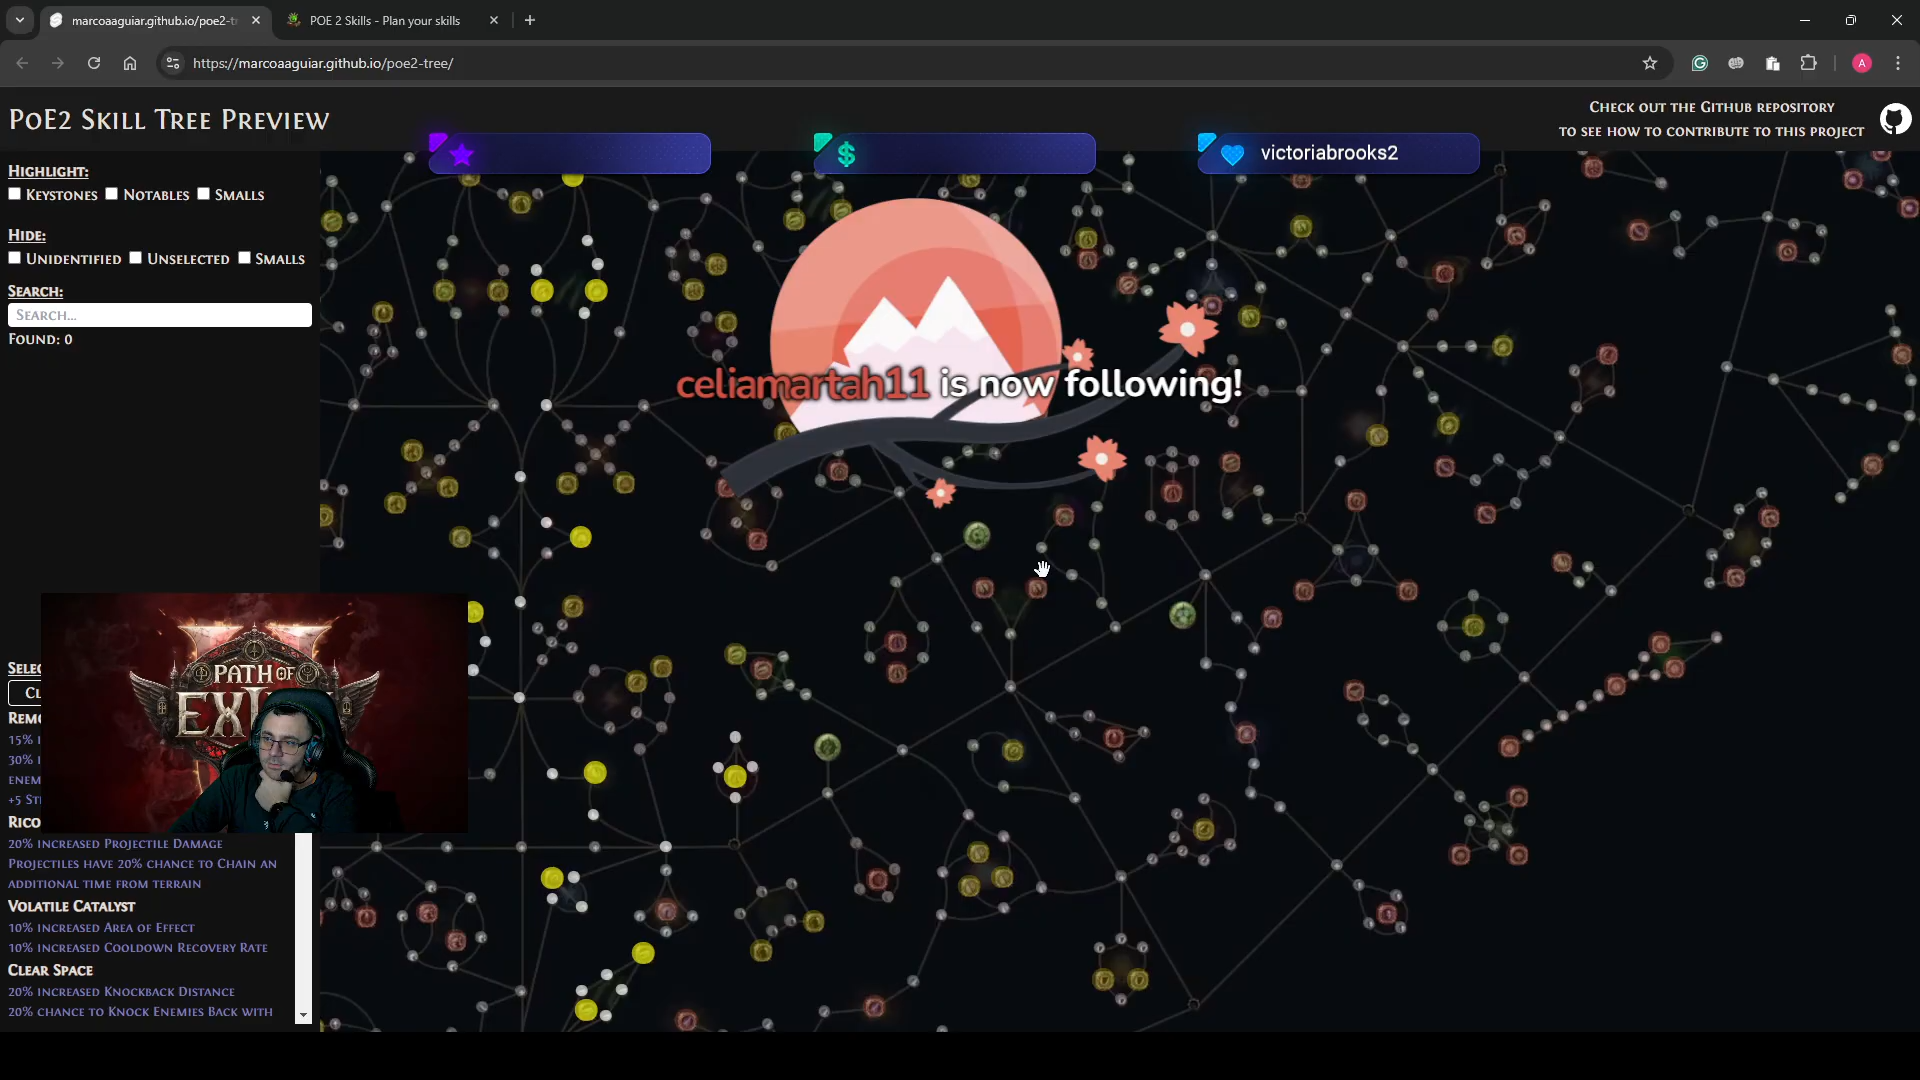 marcoaaguiar.github.io/poe2-tr
POE 2 Skills - Plan your skills
https://marcoaaguiar.github.io/poe2-tree/
A
PoE2 Skill Tree Preview
Check out the Github repository
to see how to contribute to this project
victoriabrooks2
Highlight:
Keystones Notables Smalls
Hide:
Unidentified Unselected Smalls
Search:
Search...
Found: 0
celiamartah11 is now following!
PATH OF
20% increased Projectile Damage
Projectiles have 20% chance to Chain an
additional time from terrain
Volatile Catalyst
10% increased Area of Effect
10% increased Cooldown Recovery Rate
Clear Space
20% increased Knockback Distance
20% chance to Knock Enemies Back with